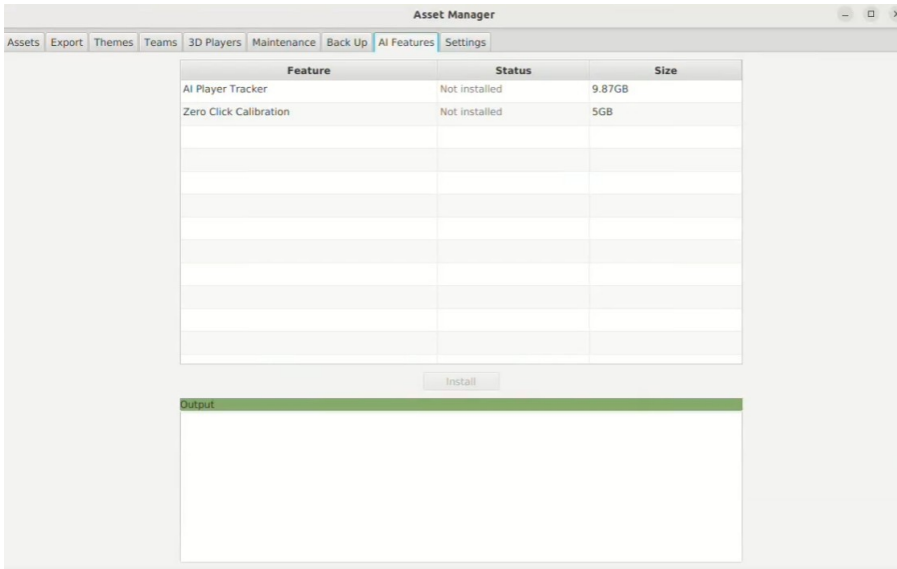 Asset Manager
Assets Export Themes Teams 3D Players Maintenance Back Up AI Features Settings
Feature Status Size
AI Player Tracker Not installed 9.87GB
Zero Click Calibration Not installed 5GB
Install
Output